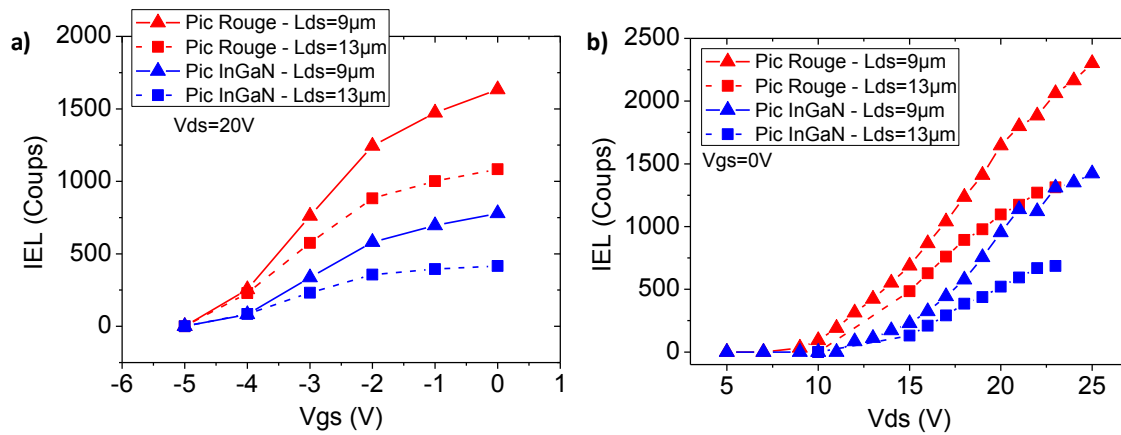 a)
Pic Rouge - Lds=9µm
Pic Rouge - Lds=13µm
Pic InGaN - Lds=9µm
Pic InGaN - Lds=13µm
Vds=20V
2000
1500
1000
500
0
IEL (Coups)
-6 -5 -4 -3 -2 -1 0 1
Vgs (V)
b)
Pic Rouge - Lds=9µm
Pic Rouge - Lds=13µm
Pic InGaN - Lds=9µm
Pic InGaN - Lds=13µm
Vgs=0V
2500
2000
1500
1000
500
0
IEL (Coups)
5 10 15 20 25
Vds (V)